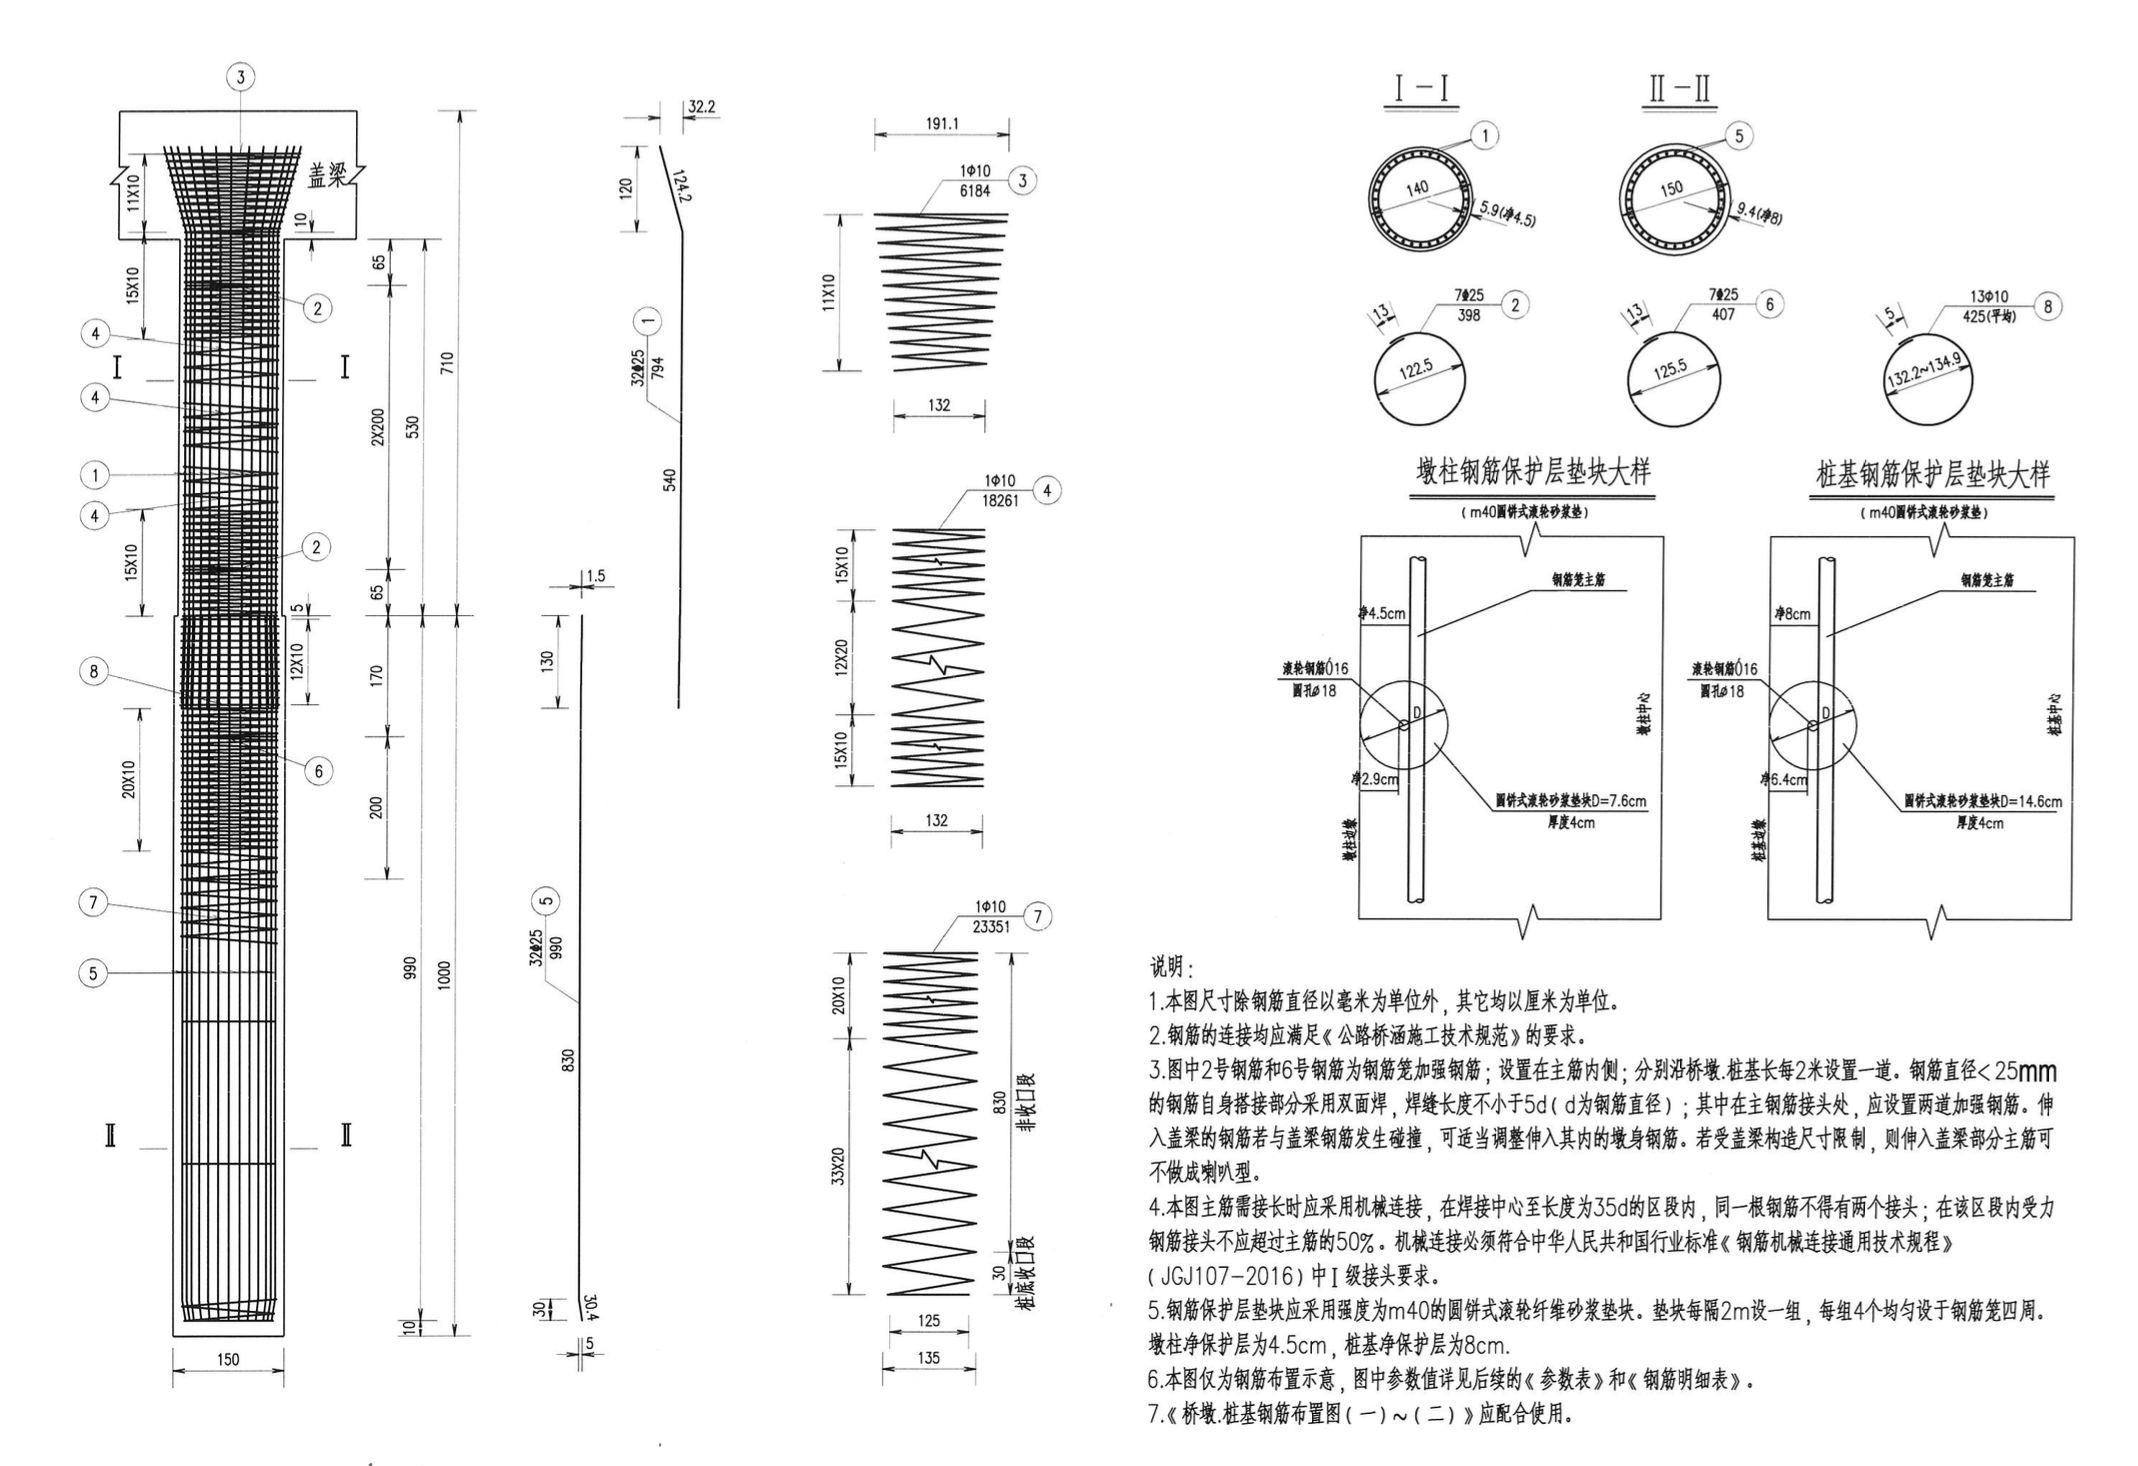 3
盖梁
11X10
10
15X10
65
2
4
I
I
4
2X200
530
710
1
4
15X10
2
65
5
12X10
8
170
20X10
6
200
7
5
990
1000
II
II
10
150
32.2
120
124.2
1
32Φ25
794
540
1.5
130
5
32Φ25
990
830
30
30.4
5
191.1
1Φ10
6184
3
11X10
132
1Φ10
18261
4
15X10
12X20
15X10
132
1Φ10
23351
7
20X10
33X20
830
非收口段
30
桩底收口段
125
135
I-I
1
140
5.9(净4.5)
II-II
5
150
9.4(净8)
13
7Φ25
398
2
122.5
13
7Φ25
407
6
125.5
5
13Φ10
425(平均)
8
132.2~134.9
墩柱钢筋保护层垫块大样
(m40圆饼式滚轮砂浆垫)
钢筋笼主筋
净4.5cm
滚轮钢筋Ó16
圆孔ø18
D
墩柱中心
净2.9cm
圆饼式滚轮砂浆垫块D=7.6cm
厚度4cm
墩柱边缘
桩基钢筋保护层垫块大样
(m40圆饼式滚轮砂浆垫)
钢筋笼主筋
净8cm
滚轮钢筋Ó16
圆孔ø18
D
桩基中心
净6.4cm
圆饼式滚轮砂浆垫块D=14.6cm
厚度4cm
桩基边缘
说明:
1.本图尺寸除钢筋直径以毫米为单位外，其它均以厘米为单位。
2.钢筋的连接均应满足《公路桥涵施工技术规范》的要求。
3.图中2号钢筋和6号钢筋为钢筋笼加强钢筋；设置在主筋内侧；分别沿桥墩.桩基长每2米设置一道。钢筋直径<25mm
的钢筋自身搭接部分采用双面焊，焊缝长度不小于5d(d为钢筋直径)；其中在主钢筋接头处，应设置两道加强钢筋。伸
入盖梁的钢筋若与盖梁钢筋发生碰撞，可适当调整伸入其内的墩身钢筋。若受盖梁构造尺寸限制，则伸入盖梁部分主筋可
不做成喇叭型。
4.本图主筋需接长时应采用机械连接，在焊接中心至长度为35d的区段内，同一根钢筋不得有两个接头；在该区段内受力
钢筋接头不应超过主筋的50%。机械连接必须符合中华人民共和国行业标准《钢筋机械连接通用技术规程》
(JGJ107-2016)中I级接头要求。
5.钢筋保护层垫块应采用强度为m40的圆饼式滚轮纤维砂浆垫块。垫块每隔2m设一组，每组4个均匀设于钢筋笼四周。
墩柱净保护层为4.5cm，桩基净保护层为8cm.
6.本图仅为钢筋布置示意，图中参数值详见后续的《参数表》和《钢筋明细表》。
7.《桥墩.桩基钢筋布置图(一)~(二)》应配合使用。